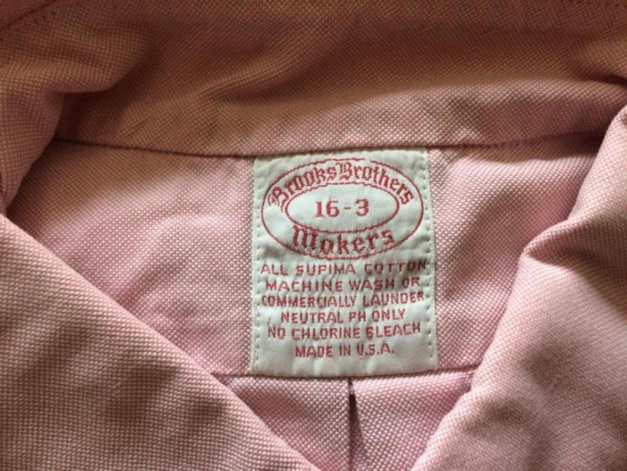 Brooks Brothers
16-3
Makers
ALL SUPIMA COTTON
MACHINE WASH OR
COMMERCIALLY LAUNDER
NEUTRAL PH ONLY
NO CHLORINE BLEACH
MADE IN U.S.A.